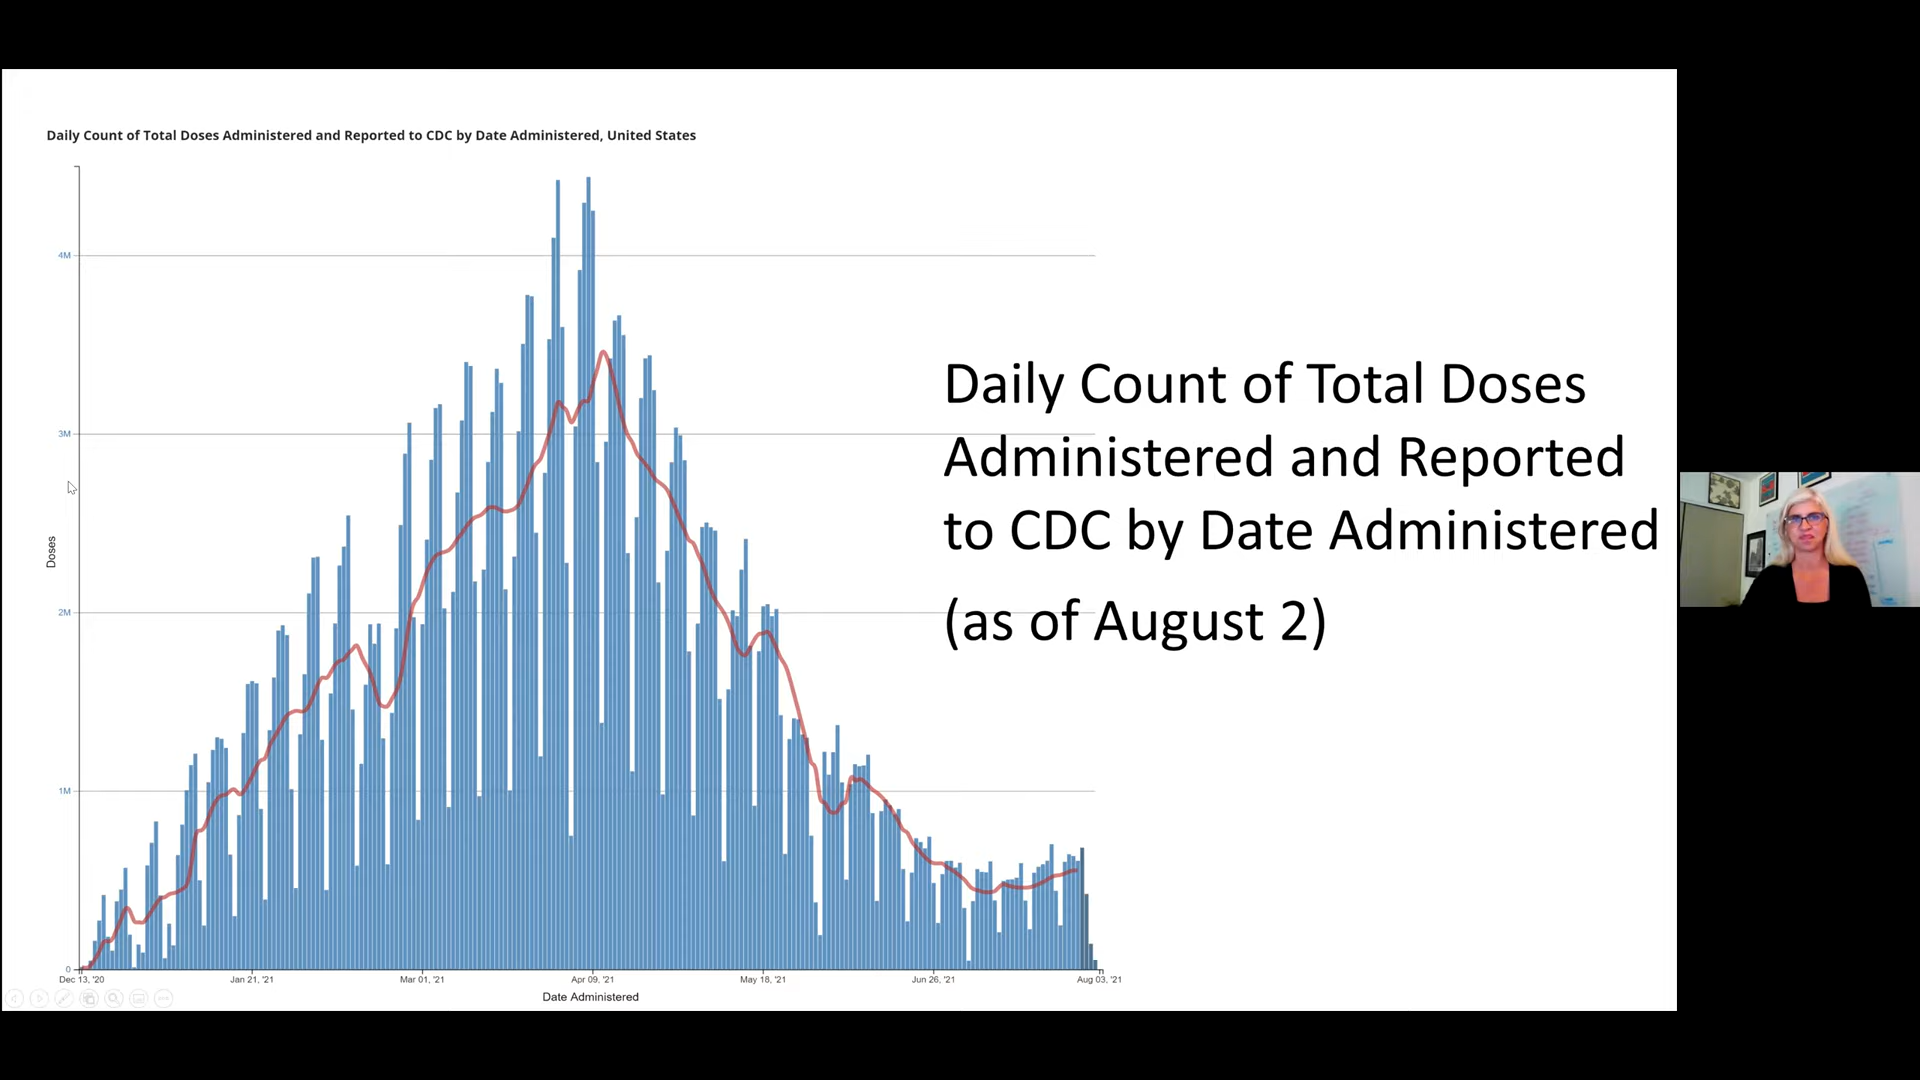 Daily Count of Total Doses Administered and Reported to CDC by Date Administered, United States
4M
3M
2M
1M
0
Doses
Dec 13, '20
Jan 21, '21
Mar 01, '21
Apr 09, '21
May 18, '21
Jun 26, '21
Aug 03, '21
Date Administered
Daily Count of Total Doses
Administered and Reported
to CDC by Date Administered
(as of August 2)